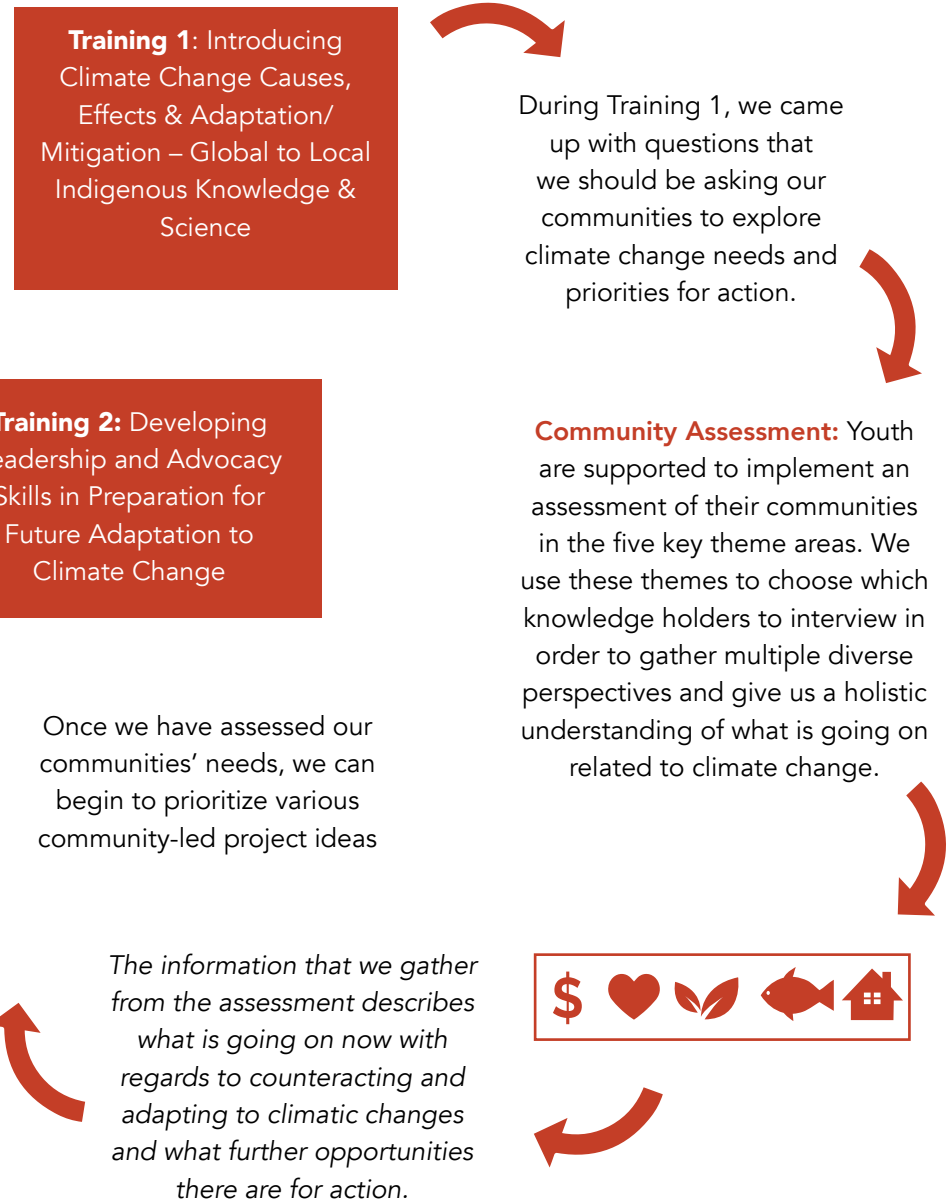 Training 1: Introducing
Climate Change Causes,
Effects & Adaptation/
Mitigation – Global to Local
Indigenous Knowledge &
Science
During Training 1, we came
up with questions that
we should be asking our
communities to explore
climate change needs and
priorities for action.
Community Assessment: Youth
are supported to implement an
assessment of their communities
in the five key theme areas. We
use these themes to choose which
knowledge holders to interview in
order to gather multiple diverse
perspectives and give us a holistic
understanding of what is going on
related to climate change.
$
The information that we gather
from the assessment describes
what is going on now with
regards to counteracting and
adapting to climatic changes
and what further opportunities
there are for action.
Once we have assessed our
communities’ needs, we can
begin to prioritize various
community-led project ideas
Training 2: Developing
eadership and Advocacy
Skills in Preparation for
Future Adaptation to
Climate Change